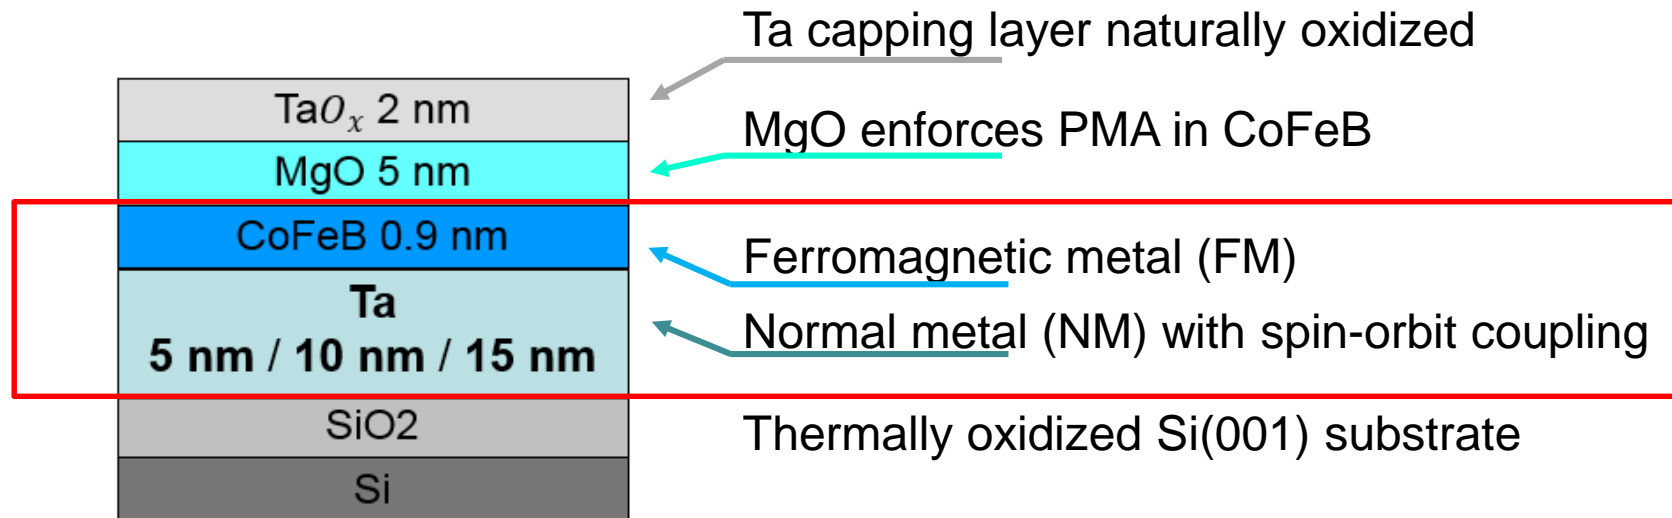 Ta capping layer naturally oxidized
TaOₓ 2 nm
MgO enforces PMA in CoFeB
MgO 5 nm
CoFeB 0.9 nm
Ferromagnetic metal (FM)
Ta
Normal metal (NM) with spin-orbit coupling
5 nm / 10 nm / 15 nm
SiO2
Thermally oxidized Si(001) substrate
Si